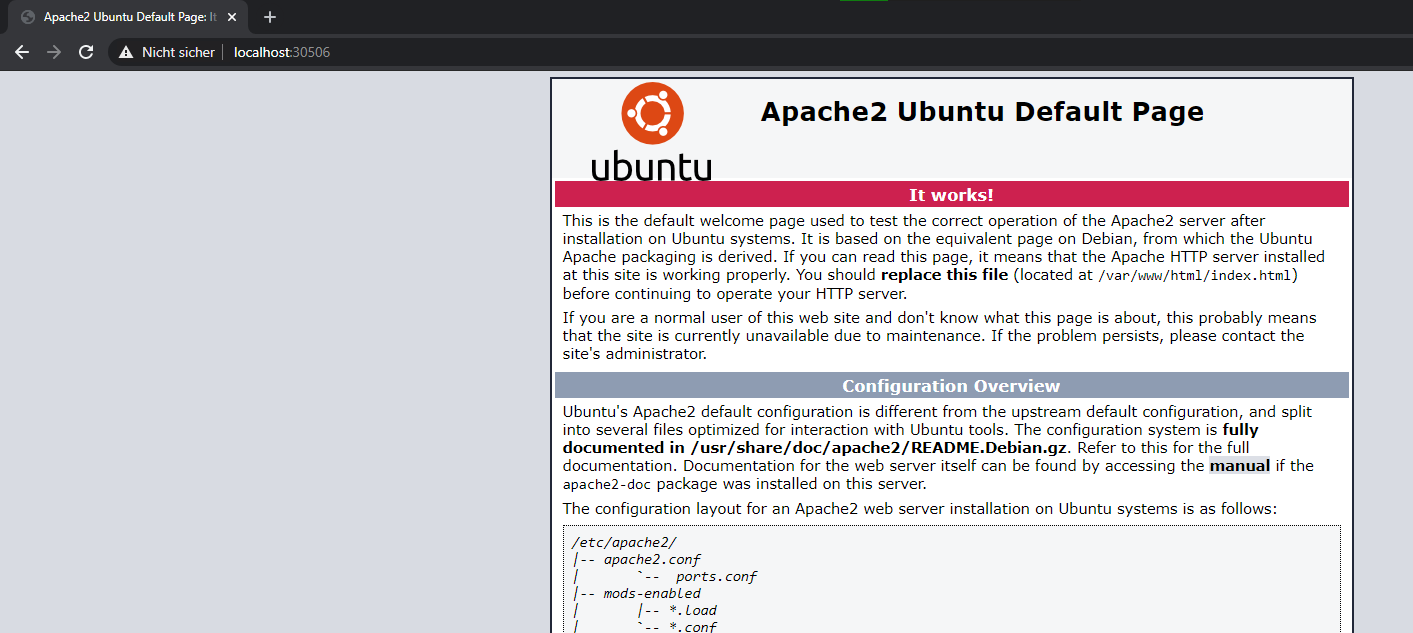 Apache2 Ubuntu Default Page: It
Nicht sicher localhost:30506
Apache2 Ubuntu Default Page
ubuntu
It works!
This is the default welcome page used to test the correct operation of the Apache2 server after
installation on Ubuntu systems. It is based on the equivalent page on Debian, from which the Ubuntu
Apache packaging is derived. If you can read this page, it means that the Apache HTTP server installed
at this site is working properly. You should replace this file (located at /var/www/html/index.html)
before continuing to operate your HTTP server.
If you are a normal user of this web site and don't know what this page is about, this probably means
that the site is currently unavailable due to maintenance. If the problem persists, please contact the
site's administrator.
Configuration Overview
Ubuntu's Apache2 default configuration is different from the upstream default configuration, and split
into several files optimized for interaction with Ubuntu tools. The configuration system is fully
documented in /usr/share/doc/apache2/README.Debian.gz. Refer to this for the full
documentation. Documentation for the web server itself can be found by accessing the manual if the
apache2-doc package was installed on this server.
The configuration layout for an Apache2 web server installation on Ubuntu systems is as follows:
/etc/apache2/
|-- apache2.conf
|       `--  ports.conf
|-- mods-enabled
|       |-- *.load
|       `-- *.conf